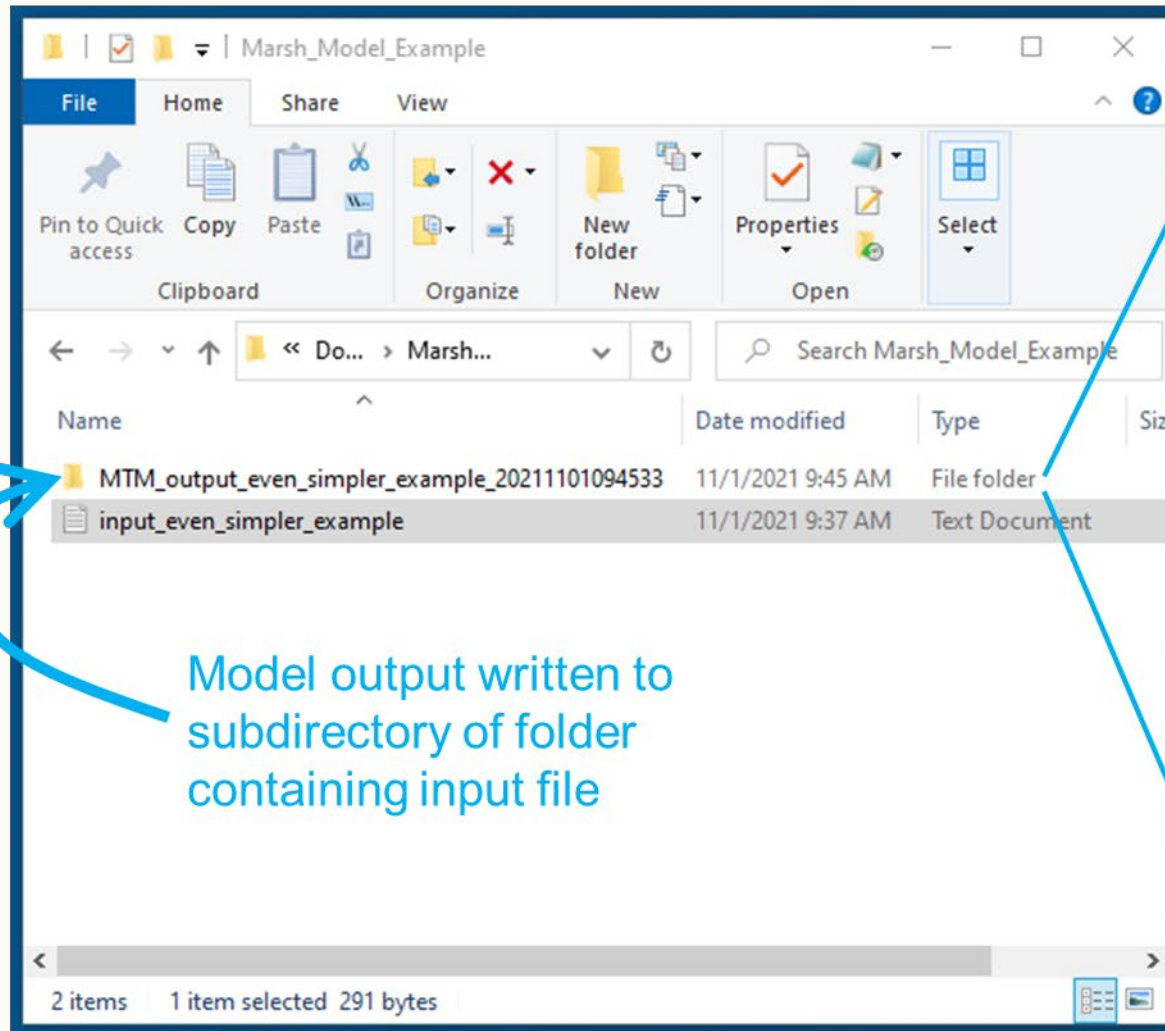 Marsh_Model_Example
File Home Share View
Pin to Quick access
Copy
Paste
New folder
Properties
Select
Clipboard Organize New Open
« Do... › Marsh...
Search Marsh_Model_Example
Name Date modified Type Siz
MTM_output_even_simpler_example_20211101094533 11/1/2021 9:45 AM File folder
input_even_simpler_example 11/1/2021 9:37 AM Text Document
Model output written to
subdirectory of folder
containing input file
2 items 1 item selected 291 bytes